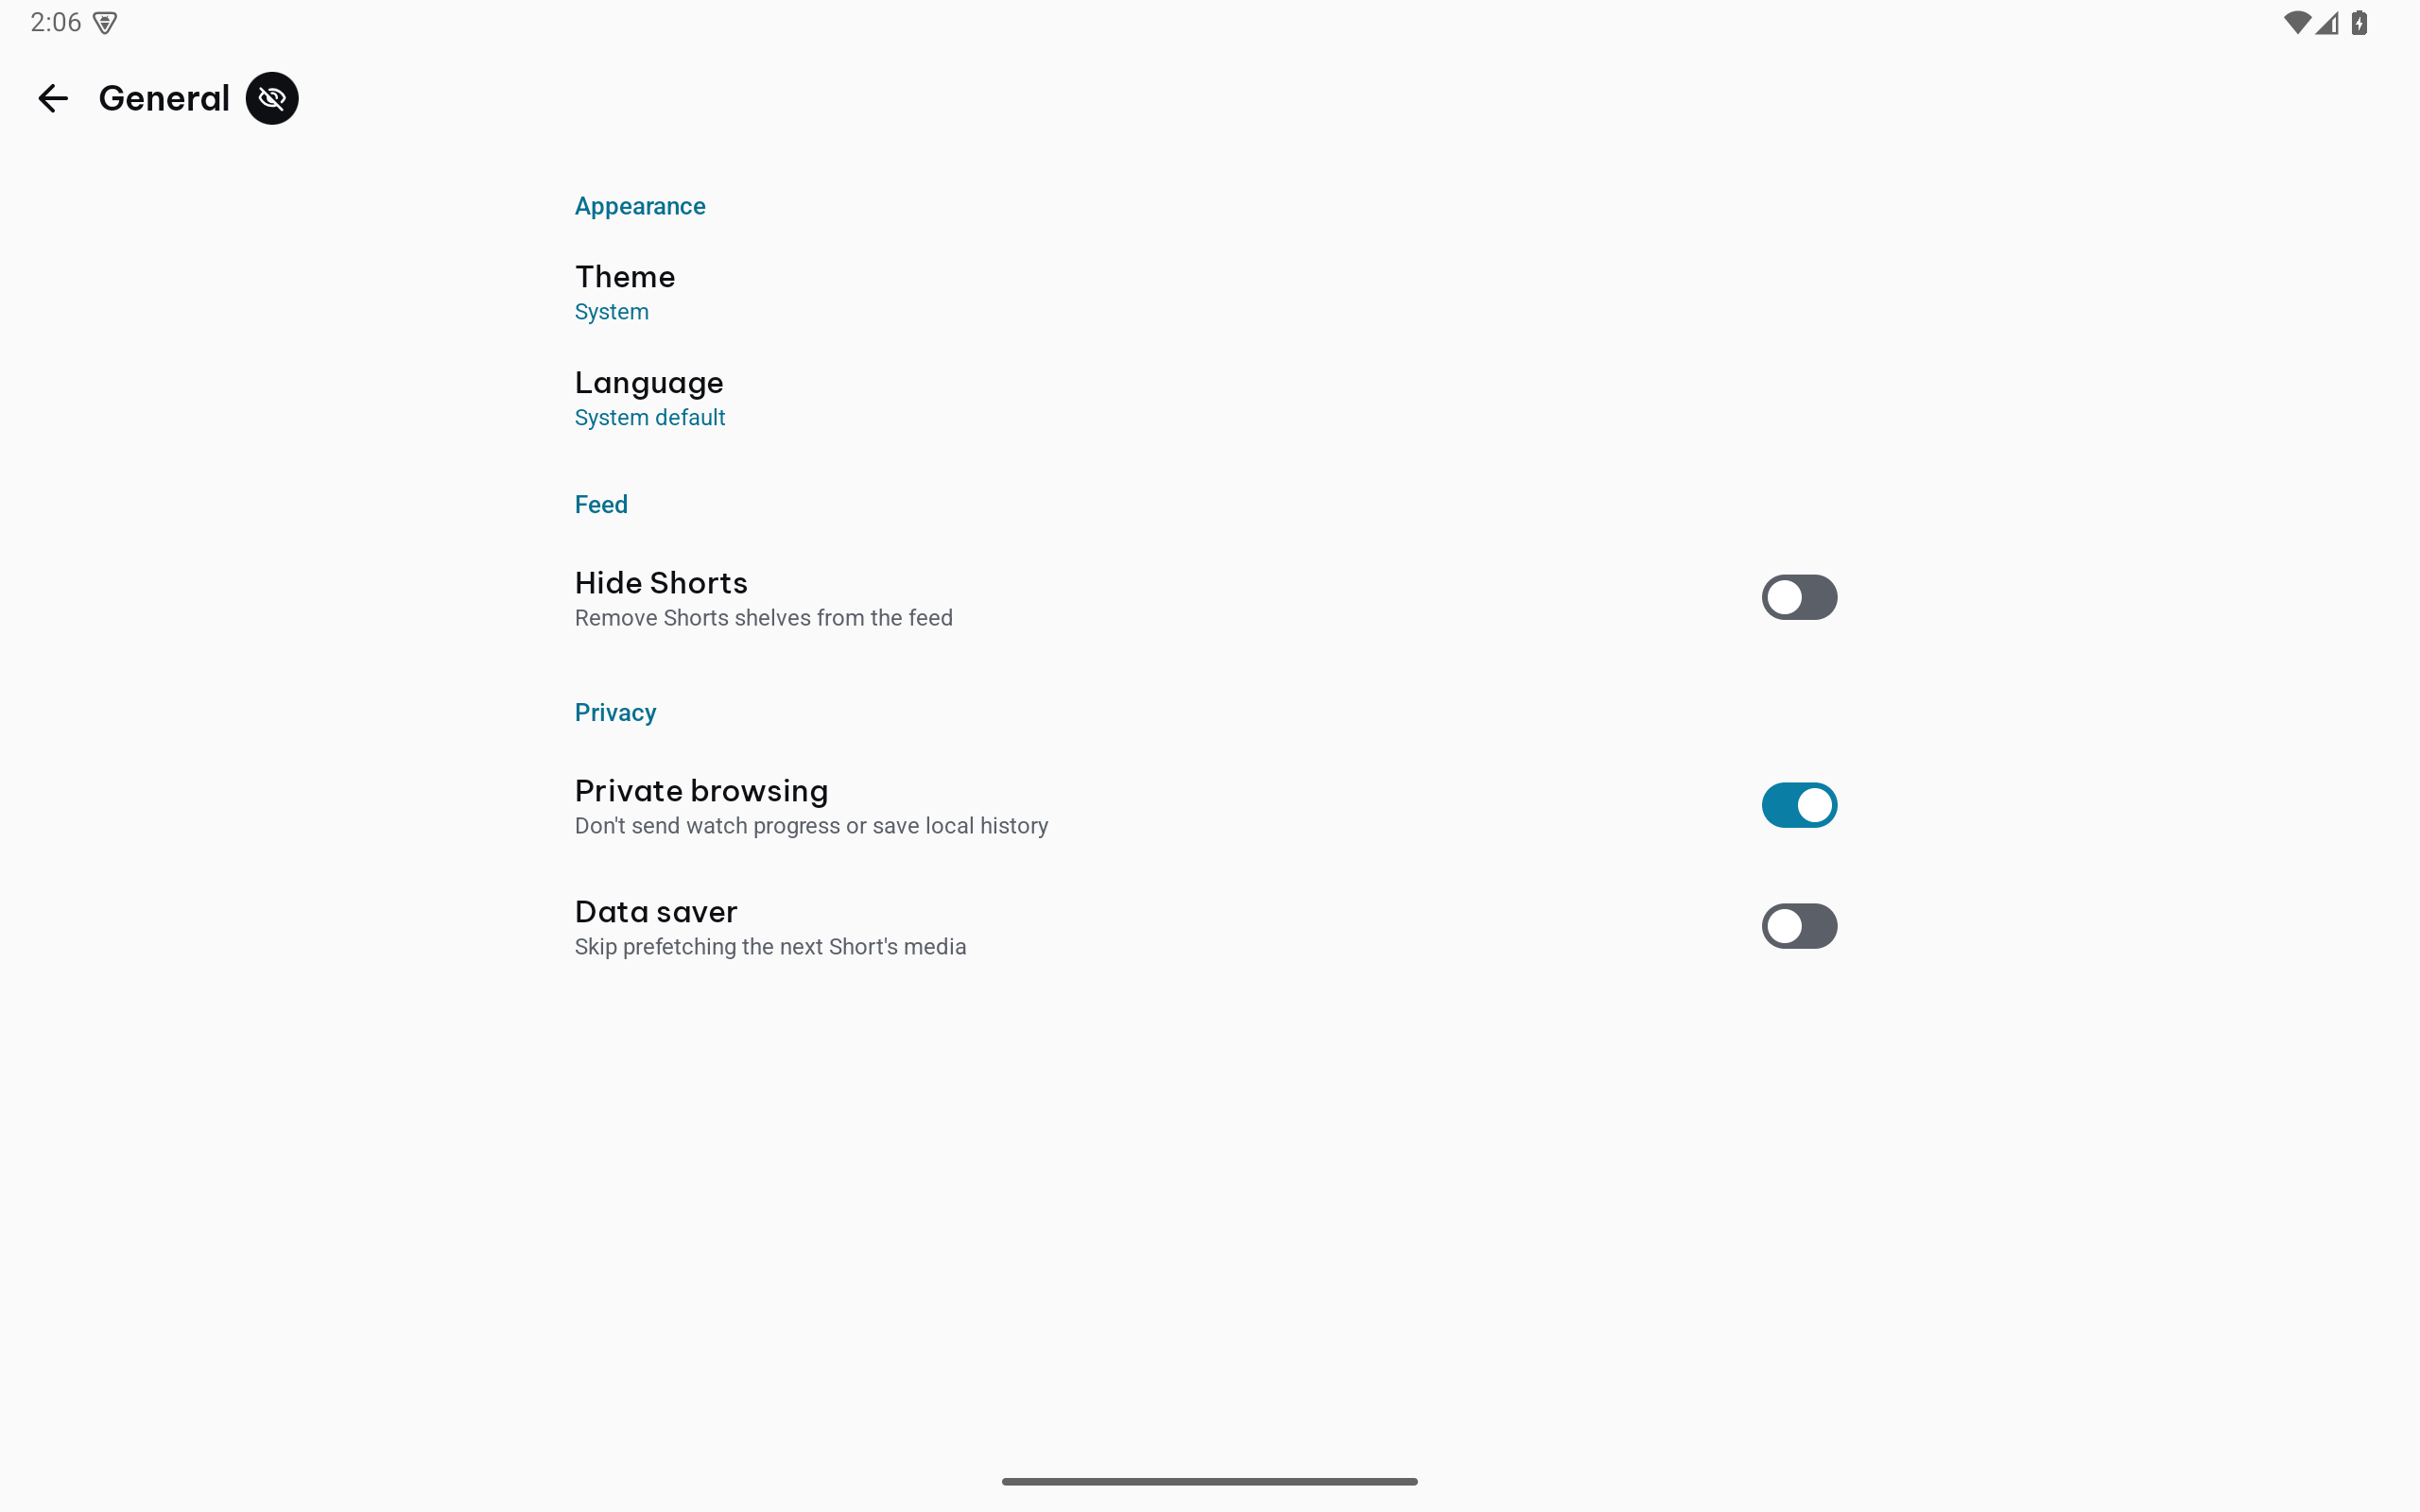 2:06
General
Appearance
Theme
System
Language
System default
Feed
Hide Shorts
Remove Shorts shelves from the feed
Privacy
Private browsing
Don't send watch progress or save local history
Data saver
Skip prefetching the next Short's media